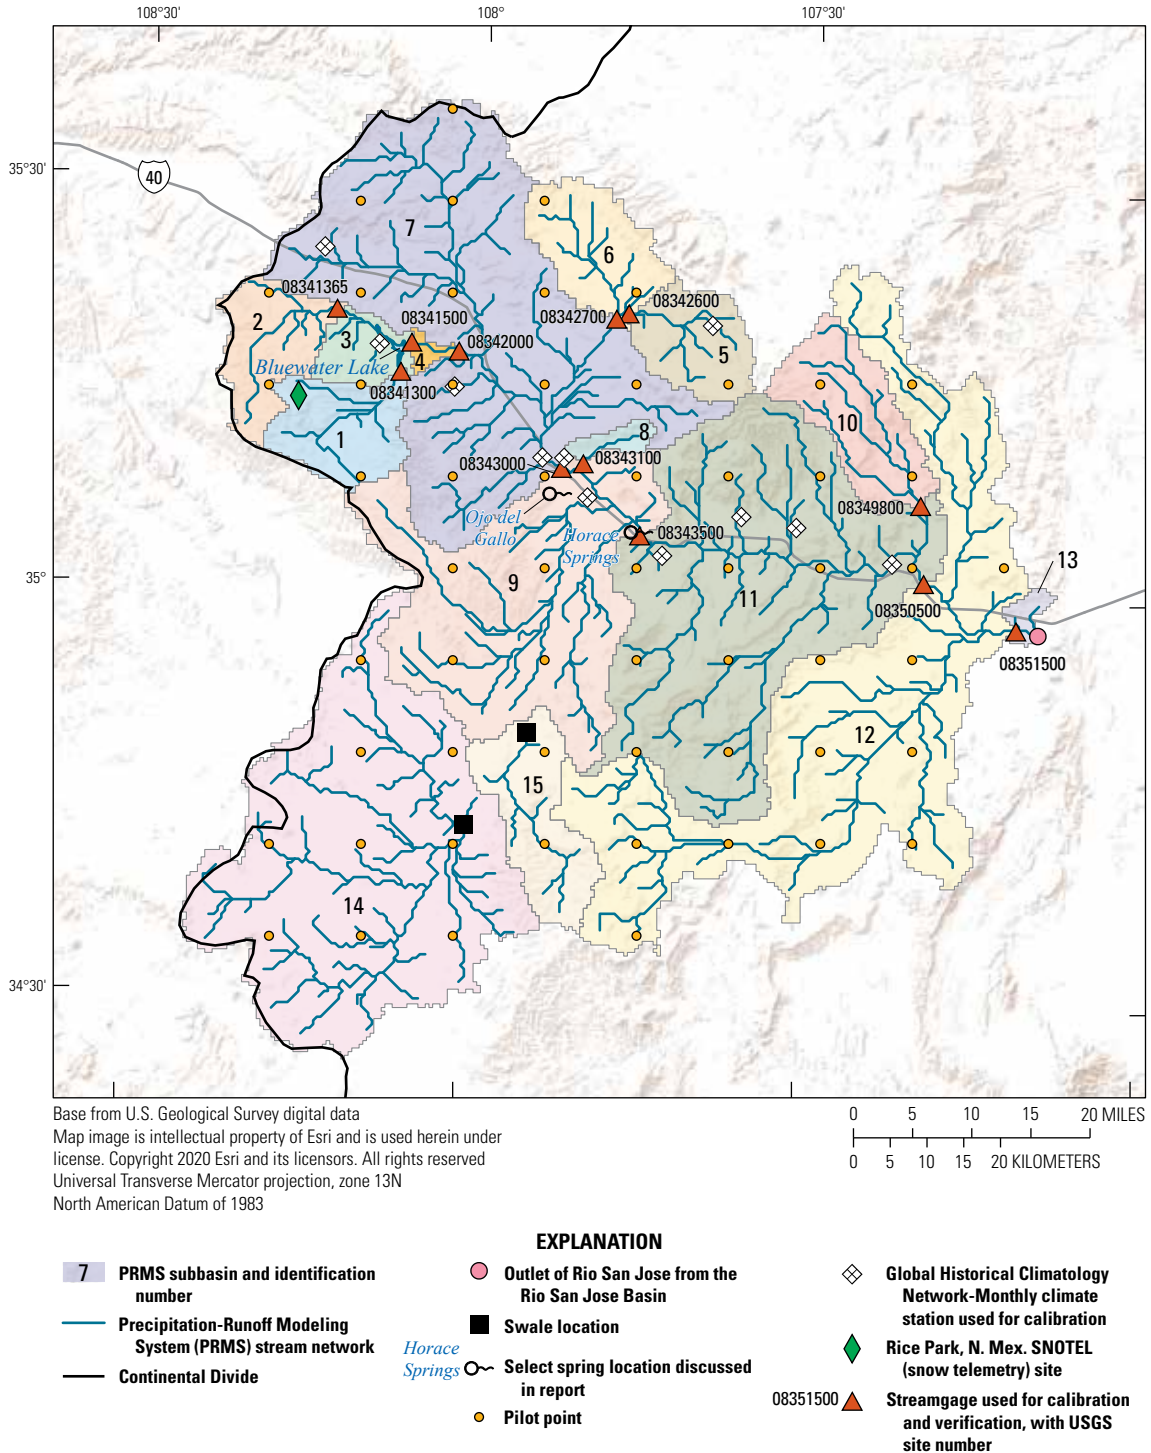 108°30'
108°
107°30'
35°30'
40
7
6
08341365
08342600
08341500
08342700
2
3
08342000
5
4
Bluewater Lake
08341300
10
1
8
08343100
08343000
08349800
Ojo del
Gallo
Horace
Springs
08343500
35°
13
9
11
08350500
08351500
12
15
14
34°30'
Base from U.S. Geological Survey digital data
Map image is intellectual property of Esri and is used herein under
license. Copyright 2020 Esri and its licensors. All rights reserved
Universal Transverse Mercator projection, zone 13N
North American Datum of 1983
0 5 10 15 20 MILES
0 5 10 15 20 KILOMETERS
EXPLANATION
7 PRMS subbasin and identification
number
Precipitation-Runoff Modeling
System (PRMS) stream network
Continental Divide
Outlet of Rio San Jose from the
Rio San Jose Basin
Swale location
Horace
Springs
Select spring location discussed
in report
Pilot point
Global Historical Climatology
Network-Monthly climate
station used for calibration
Rice Park, N. Mex. SNOTEL
(snow telemetry) site
08351500 Streamgage used for calibration
and verification, with USGS
site number